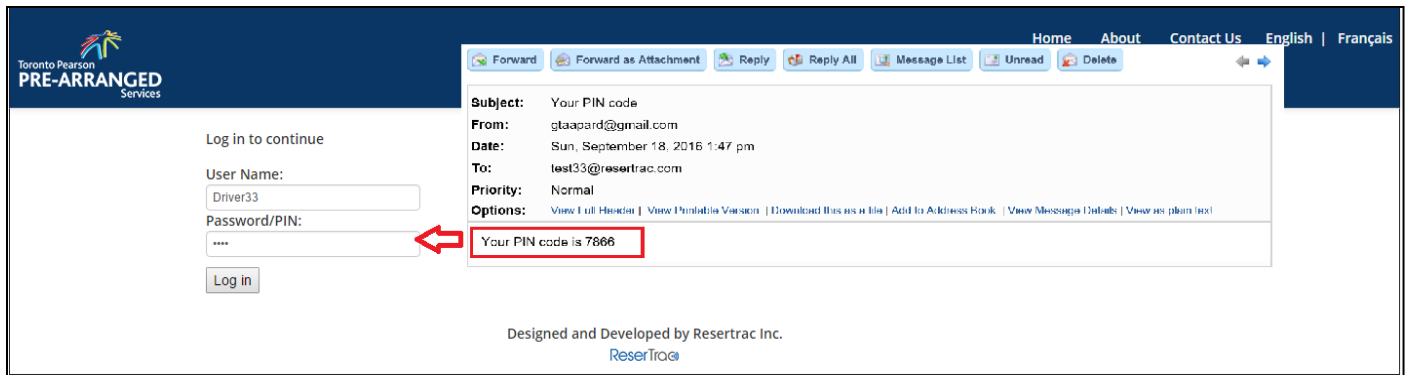 Home About Contact Us English | Français
Toronto Pearson
PRE-ARRANGED
Services
Forward Forward as Attachment Reply Reply All Message List Unread Delete
Subject: Your PIN code
From: gtaapard@gmail.com
Date: Sun, September 18, 2016 1:47 pm
To: test33@resertrac.com
Priority: Normal
Options: View Full Header | View Printable Version | Download this as a file | Add to Address Book | View Message Details | View as plain text
Your PIN code is 7866
Log in to continue
User Name:
Driver33
Password/PIN:
····
Log in
Designed and Developed by Resertrac Inc.
ReserTrac